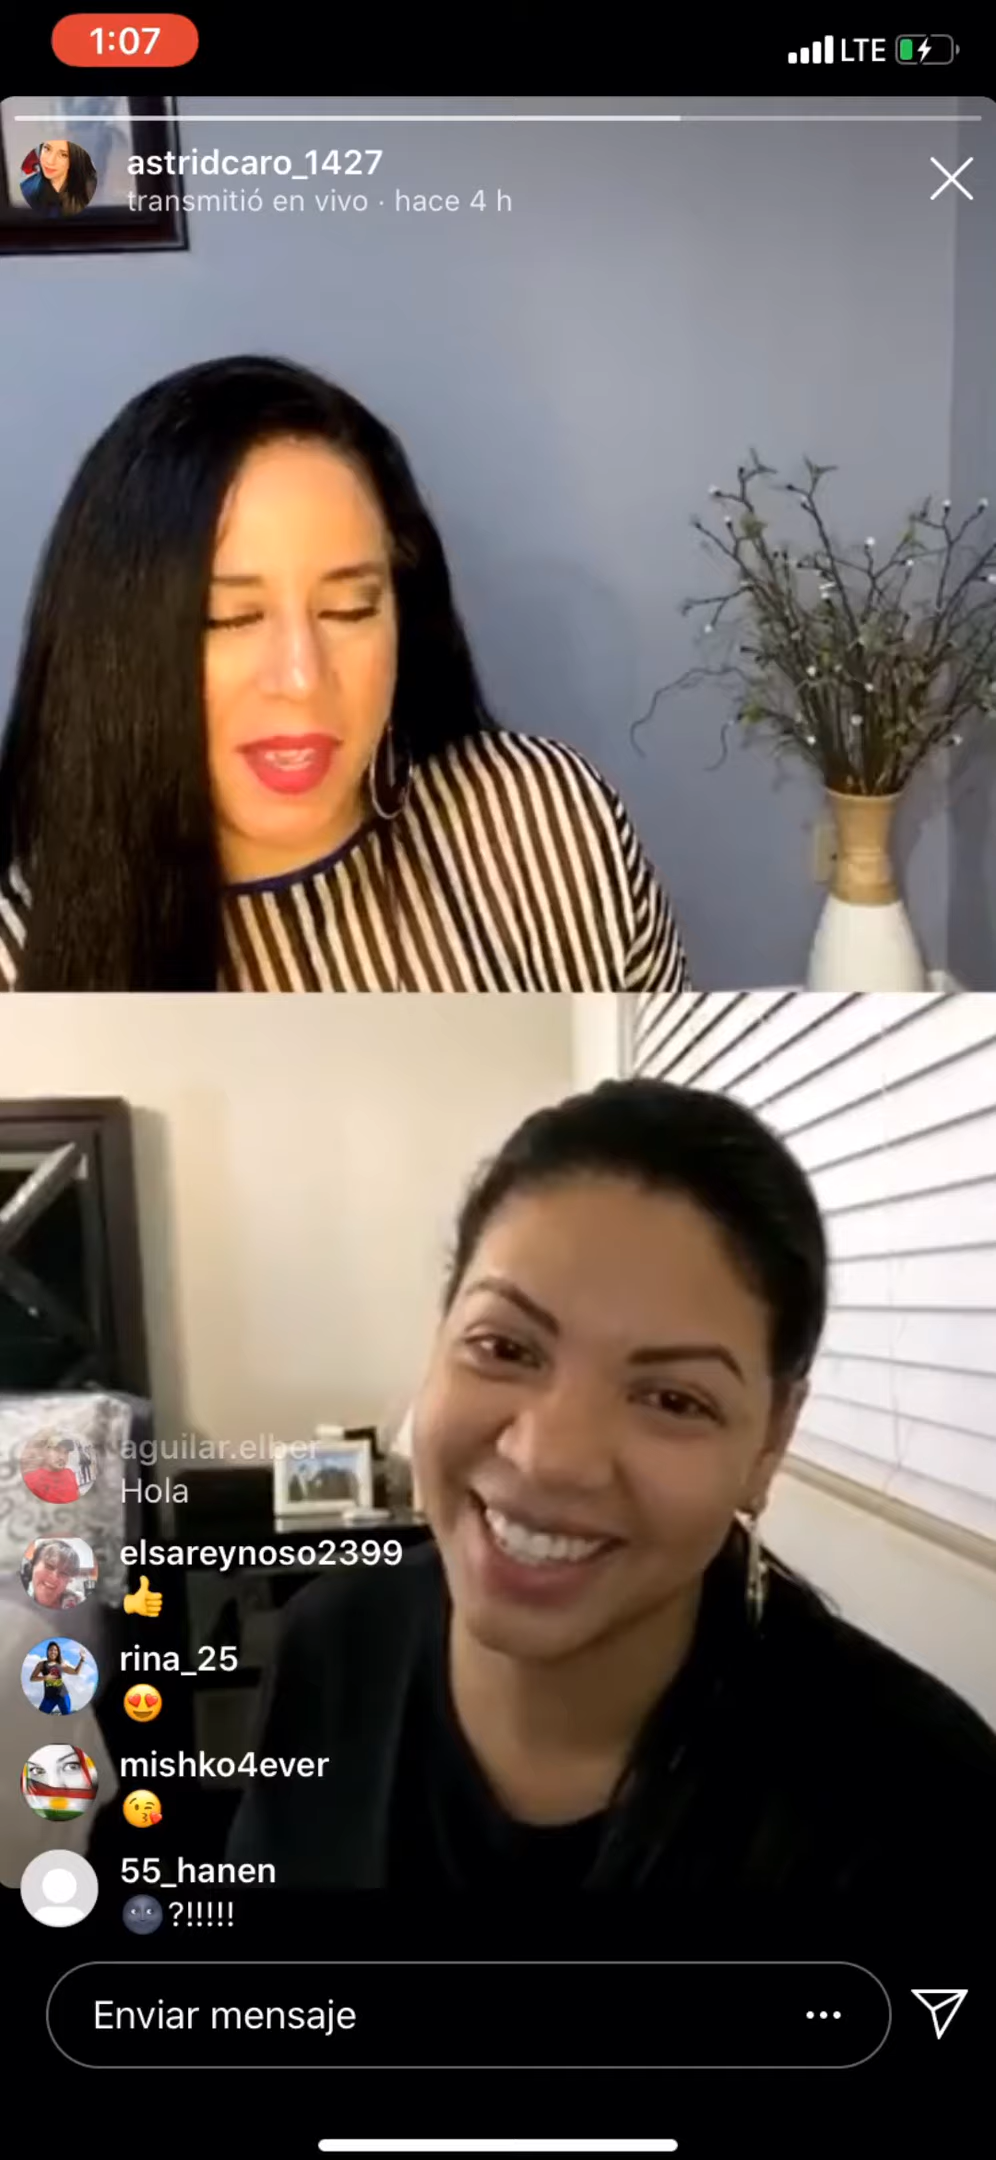 1:07
LTE
astridcaro_1427
transmitió en vivo · hace 4 h
aguilar.elber
Hola
elsareynoso2399
👍
rina_25
😍
mishko4ever
😘
55_hanen
🌚?!!!!!
Enviar mensaje